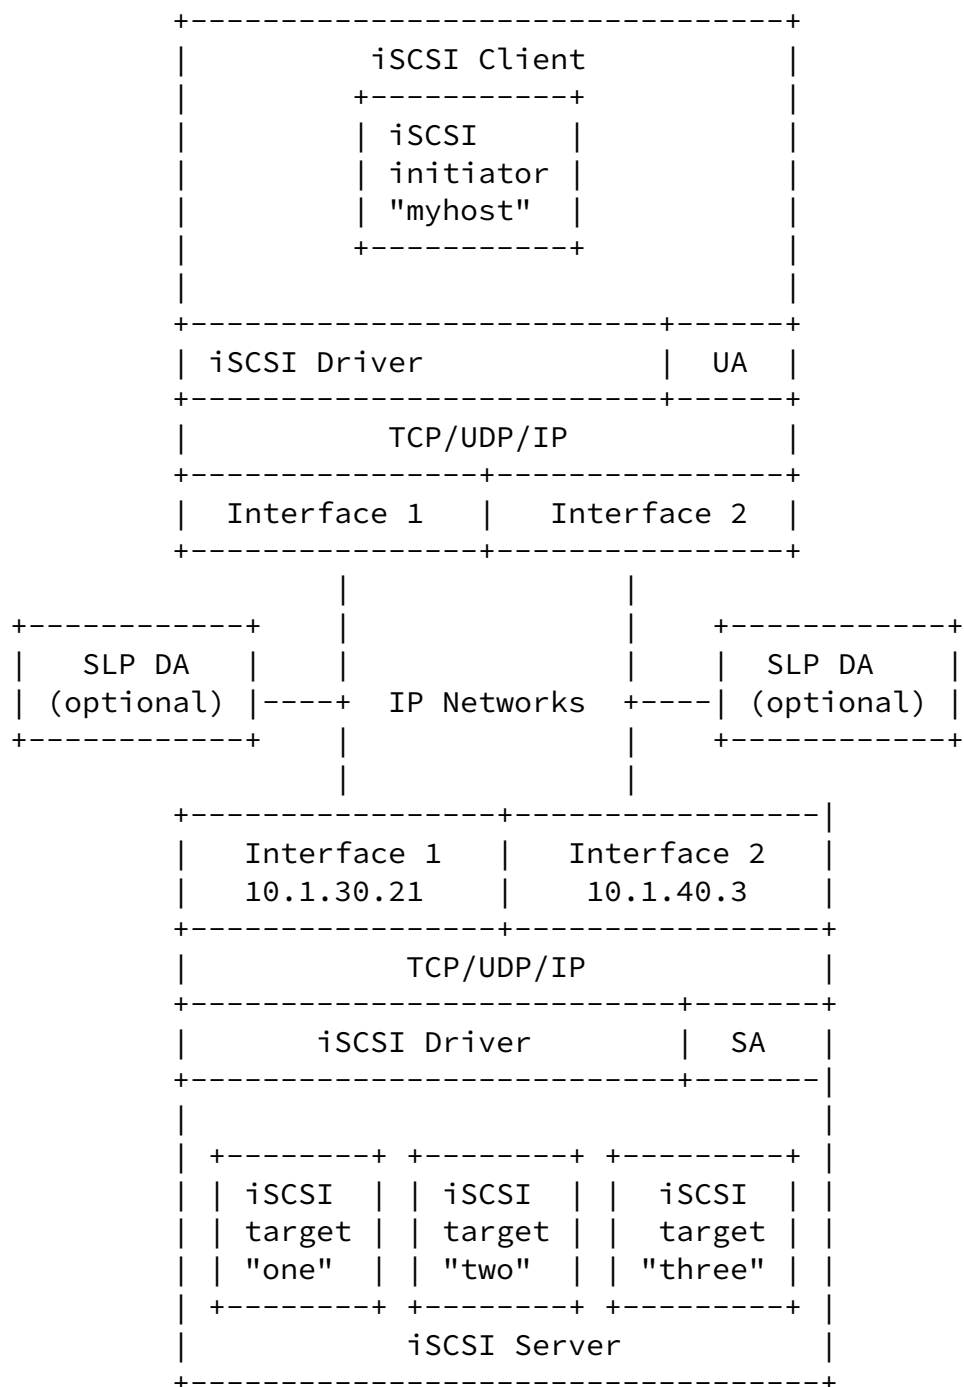 iSCSI Client
iSCSI
initiator
"myhost"
iSCSI Driver UA
TCP/UDP/IP
Interface 1 Interface 2
SLP DA SLP DA
(optional) IP Networks (optional)
Interface 1 Interface 2
10.1.30.21 10.1.40.3
TCP/UDP/IP
iSCSI Driver SA
iSCSI iSCSI iSCSI
target target target
"one" "two" "three"
iSCSI Server